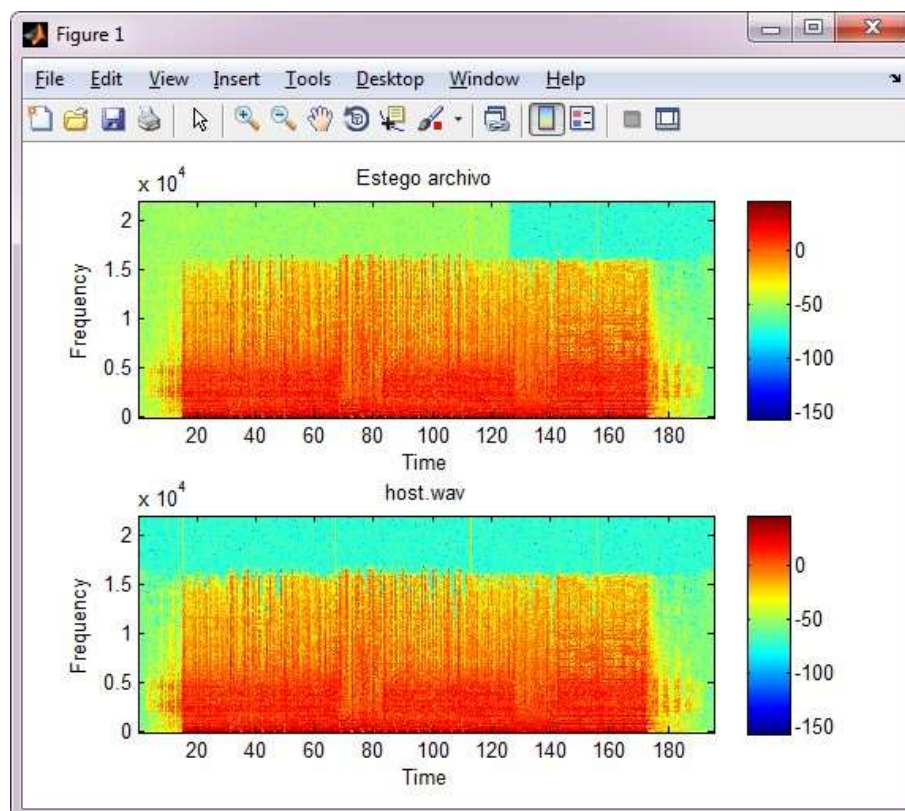 Figure 1
File Edit View Insert Tools Desktop Window Help
Estego archivo
x 10^4
2
1.5
1
0.5
0
Frequency
20 40 60 80 100 120 140 160 180
Time
0
-50
-100
-150
host.wav
x 10^4
2
1.5
1
0.5
0
Frequency
20 40 60 80 100 120 140 160 180
Time
0
-50
-100
-150